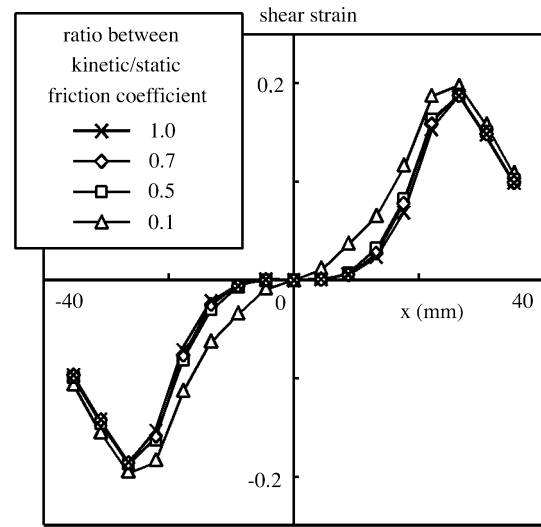 shear strain
ratio between
kinetic/static
friction coefficient
1.0
0.7
0.5
0.1
0.2
-40
0
40
x (mm)
-0.2